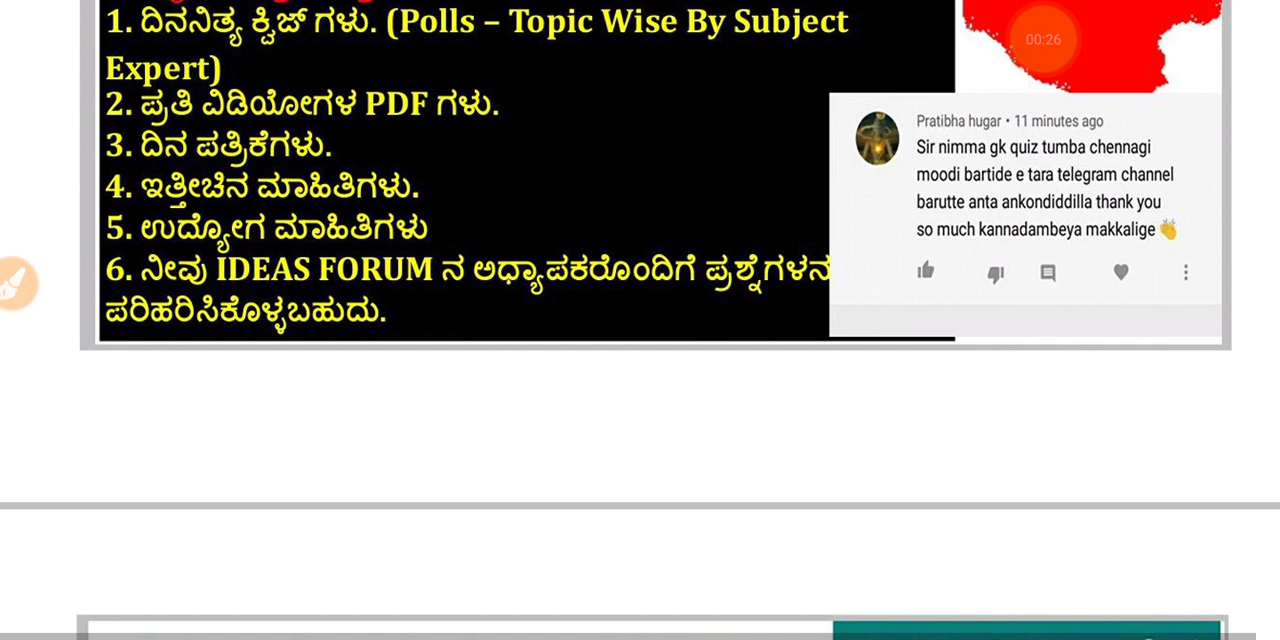 1. ದಿನನಿತ್ಯ ಕ್ವಿಜ್ ಗಳು. (Polls – Topic Wise By Subject
Expert)
2. ಪ್ರತಿ ವಿಡಿಯೋಗಳ PDF ಗಳು.
3. ದಿನ ಪತ್ರಿಕೆಗಳು.
4. ಇತ್ತೀಚಿನ ಮಾಹಿತಿಗಳು.
5. ಉದ್ಯೋಗ ಮಾಹಿತಿಗಳು
6. ನೀವು IDEAS FORUM ನ ಅಧ್ಯಾಪಕರೊಂದಿಗೆ
ಪರಿಹರಿಸಿಕೊಳ್ಳಬಹುದು.
00:26
Pratibha hugar • 11 minutes ago
Sir nimma gk quiz tumba chennagi
moodi bartide e tara telegram channel
barutte anta ankondiddilla thank you
so much kannadambeya makkalige 👏